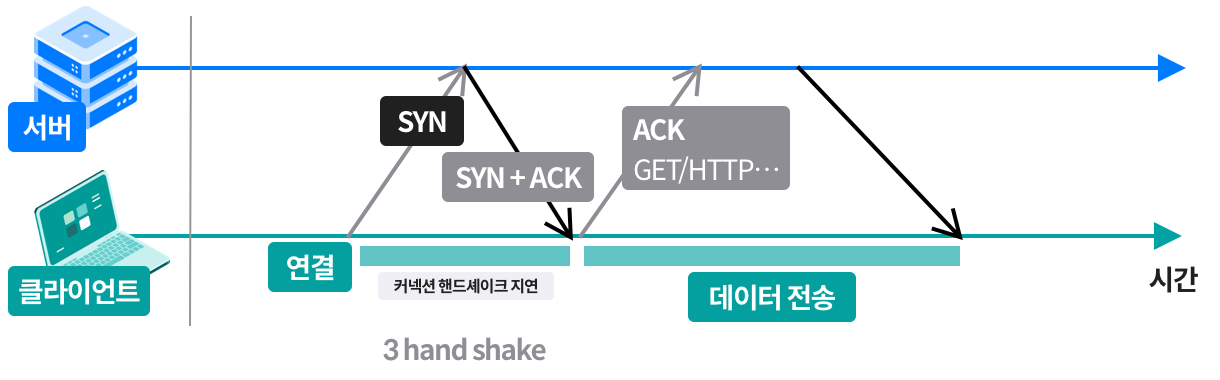 서버
SYN
SYN + ACK
ACK
GET/HTTP…
클라이언트
연결
커넥션 핸드셰이크 지연
데이터 전송
시간
3 hand shake